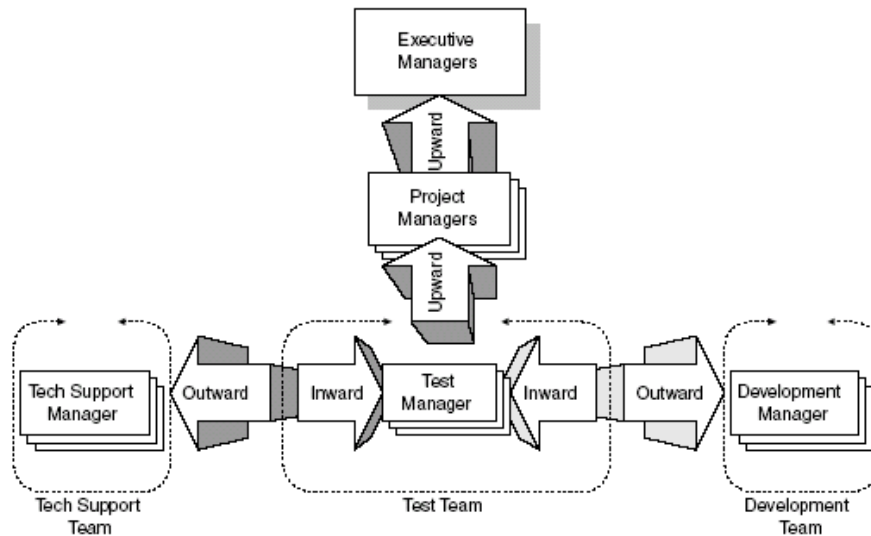 Executive
Managers
Upward
Project
Managers
Upward
Tech Support
Manager
Outward
Inward
Test
Manager
Inward
Outward
Development
Manager
Tech Support
Team
Test Team
Development
Team